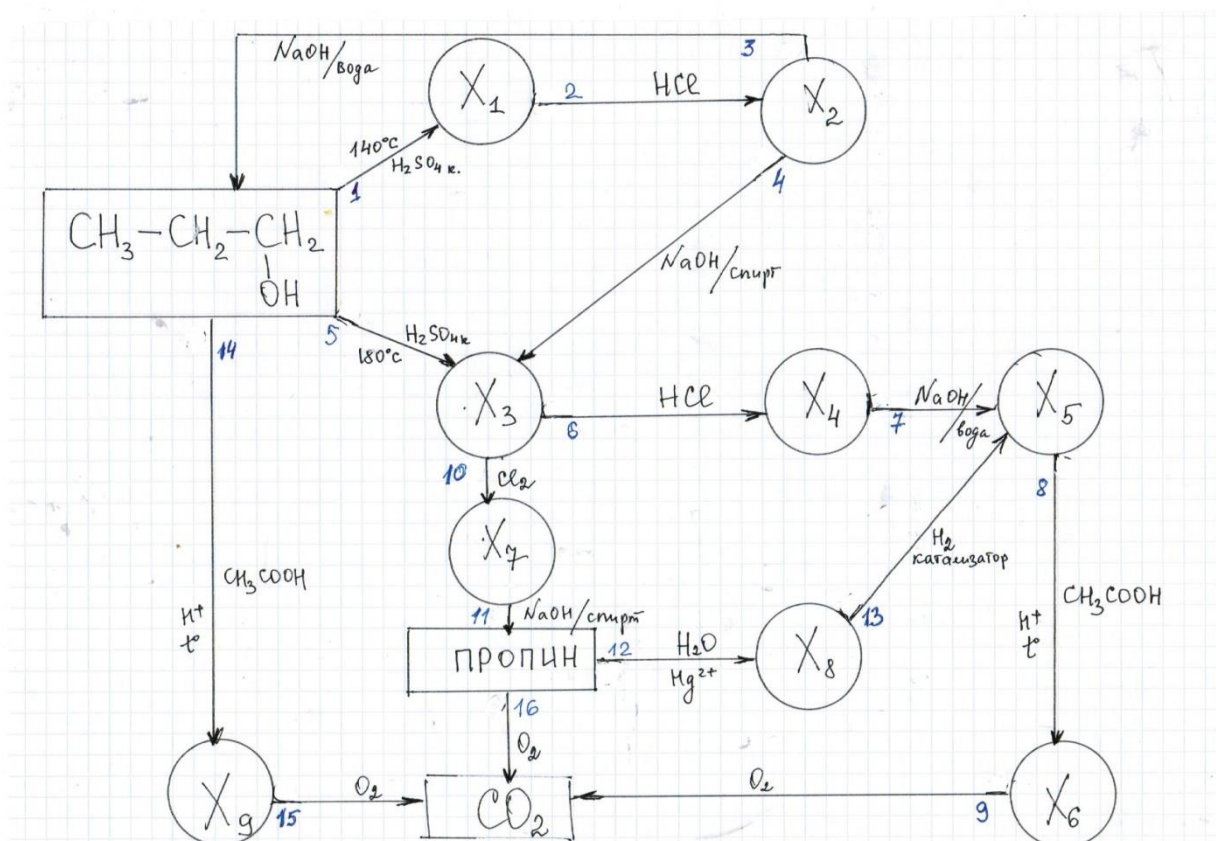 NaOH/вода
3
X1
2
HCl
X2
140°C
H2SO4 к.
1
4
CH3-CH2-CH2
OH
NaOH/спирт
14
5
H2SO4к
180°C
X3
6
HCl
X4
7
NaOH/вода
X5
10
Cl2
8
X7
H2
катализатор
CH3COOH
H+
t°
11
NaOH/спирт
13
CH3COOH
H+
t°
ПРОПИН
12
H2O
Hg2+
X8
16
O2
X9
15
O2
CO2
O2
9
X6